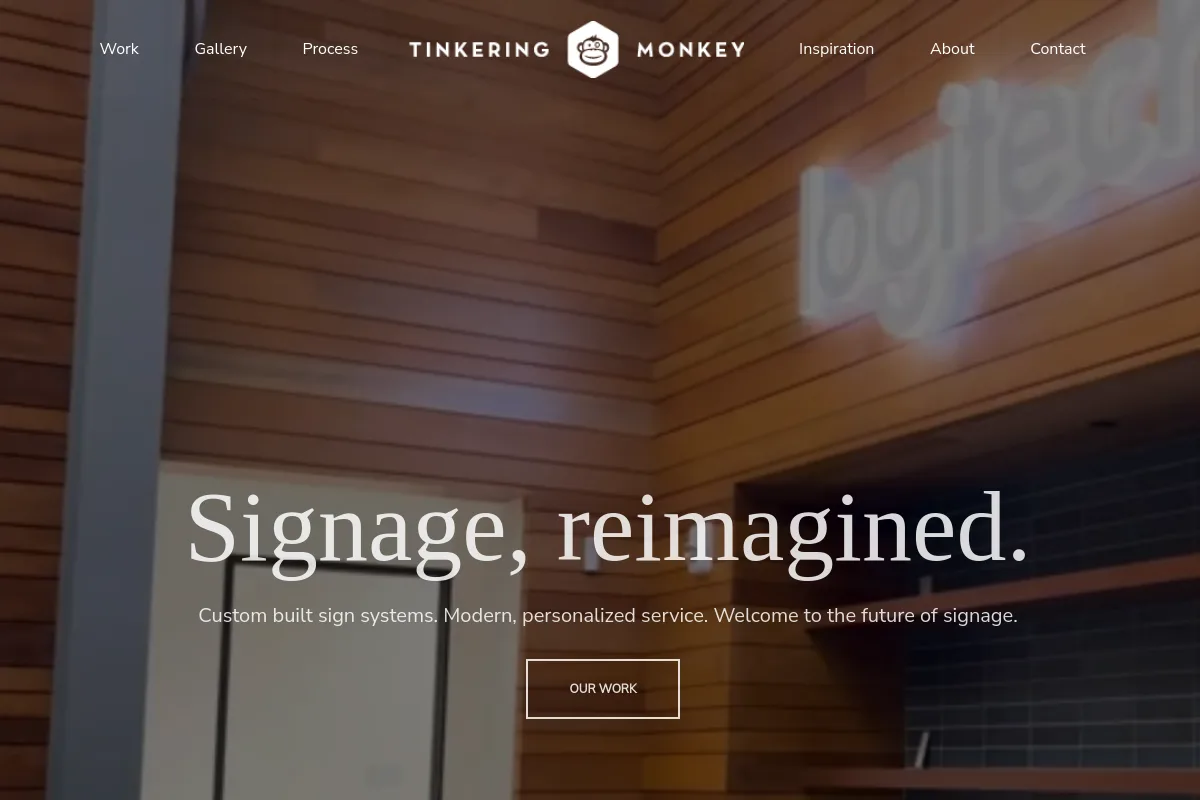 Work Gallery Process TINKERING MONKEY Inspiration About Contact
logitech
Signage, reimagined.
Custom built sign systems. Modern, personalized service. Welcome to the future of signage.
OUR WORK